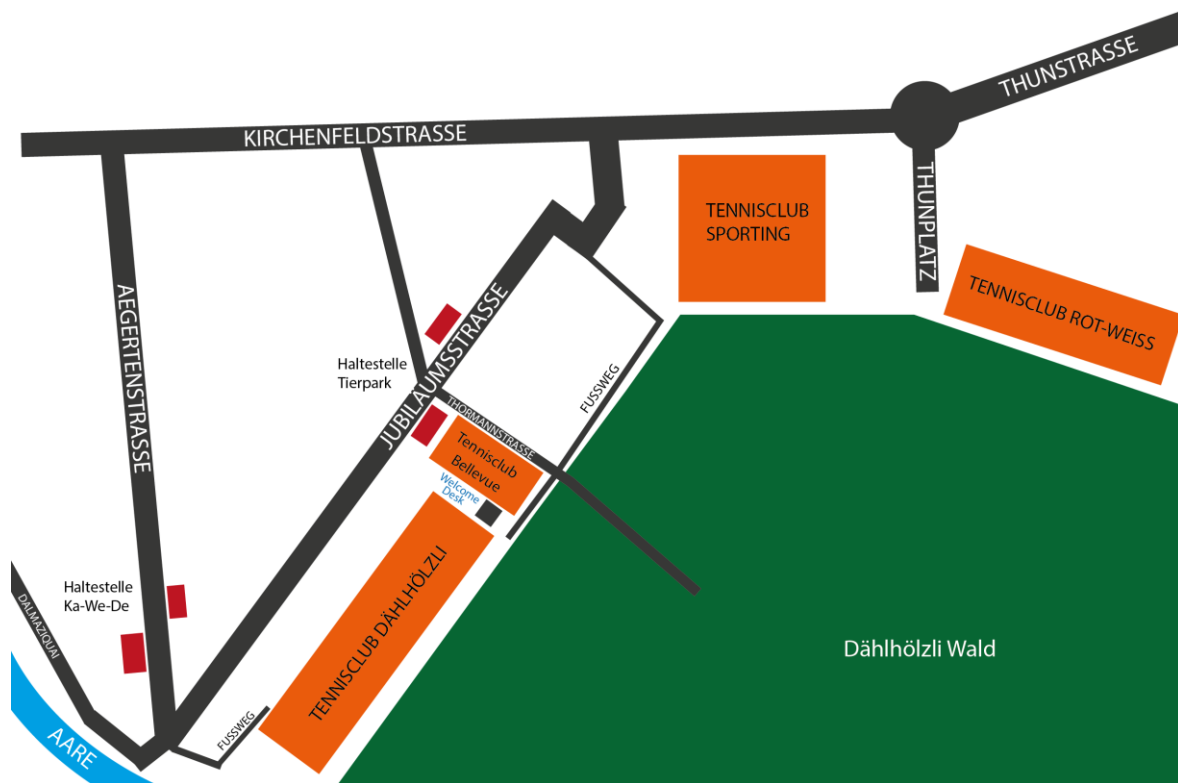 THUNSTRASSE
KIRCHENFELDSTRASSE
THUNPLATZ
TENNISCLUB
SPORTING
TENNISCLUB ROT-WEISS
AEGERTENSTRASSE
JUBILÄUMSSTRASSE
Haltestelle
Tierpark
FUSSWEG
THORMANNSTRASSE
Tennisclub
Bellevue
Welcome
Desk
TENNISCLUB DÄHLHÖLZLI
Haltestelle
Ka-We-De
DALMAZIQUAI
Dählhölzli Wald
FUSSWEG
AARE